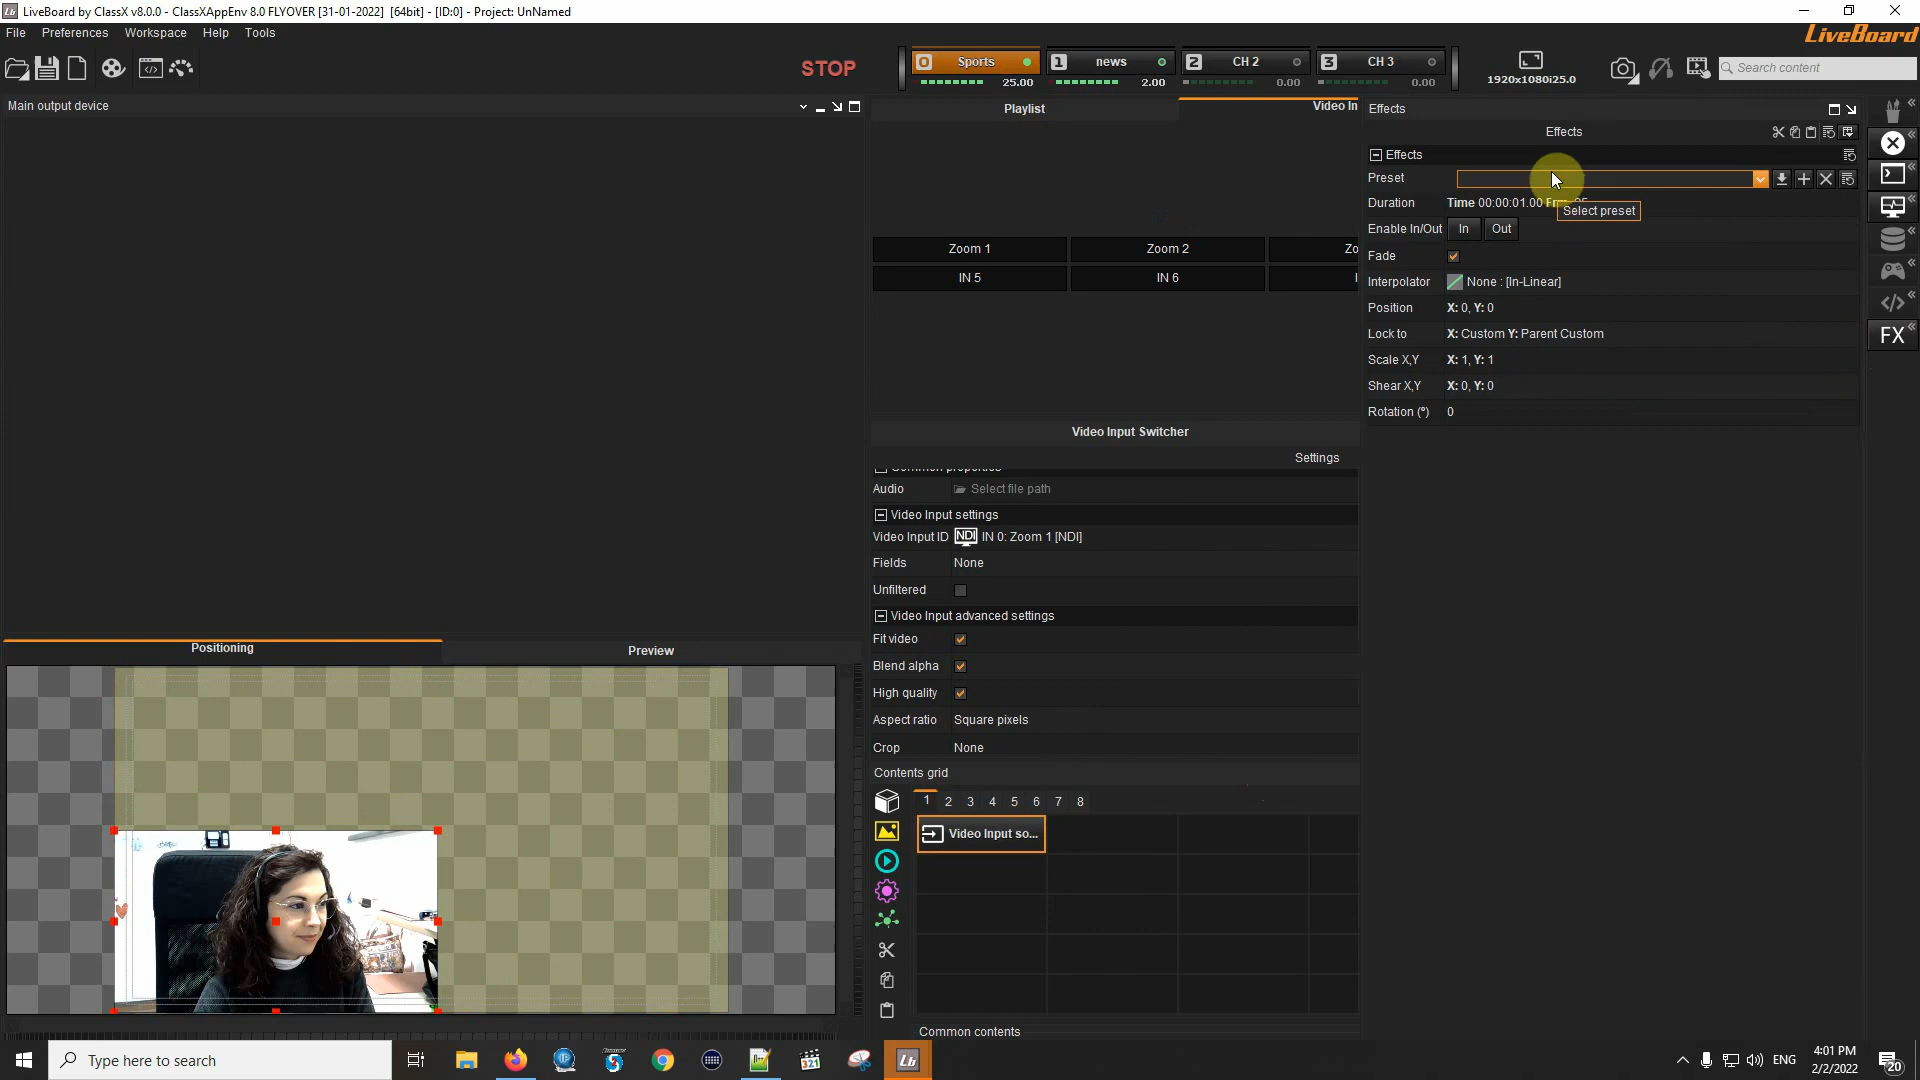 LiveBoard by ClassX v8.0.0 - ClassXAppEnv 8.0 FLYOVER [31-01-2022] [64bit] - [ID:0] - Project: UnNamed
File Preferences Workspace Help Tools
LiveBoard
STOP
0 Sports 25.00
1 news 2.00
2 CH 2 0.00
3 CH 3 0.00
1920x1080i25.0
Search content
Main output device
Playlist
Video In
Zoom 1 Zoom 2 Zo
IN 5 IN 6 I
Video Input Switcher
Settings
Common properties
Audio Select file path
Video Input settings
Video Input ID NDI IN 0: Zoom 1 [NDI]
Fields None
Unfiltered
Video Input advanced settings
Fit video
Blend alpha
High quality
Aspect ratio Square pixels
Crop None
Contents grid
1 2 3 4 5 6 7 8
Video Input so...
Common contents
Effects
Effects
Effects
Preset
Duration Time 00:00:01.00
Select preset
Enable In/Out In Out
Fade
Interpolator None : [In-Linear]
Position X: 0, Y: 0
Lock to X: Custom Y: Parent Custom
Scale X,Y X: 1, Y: 1
Shear X,Y X: 0, Y: 0
Rotation (º) 0
FX
Positioning
Preview
Type here to search
321
Lb
ENG
4:01 PM
2/2/2022
20